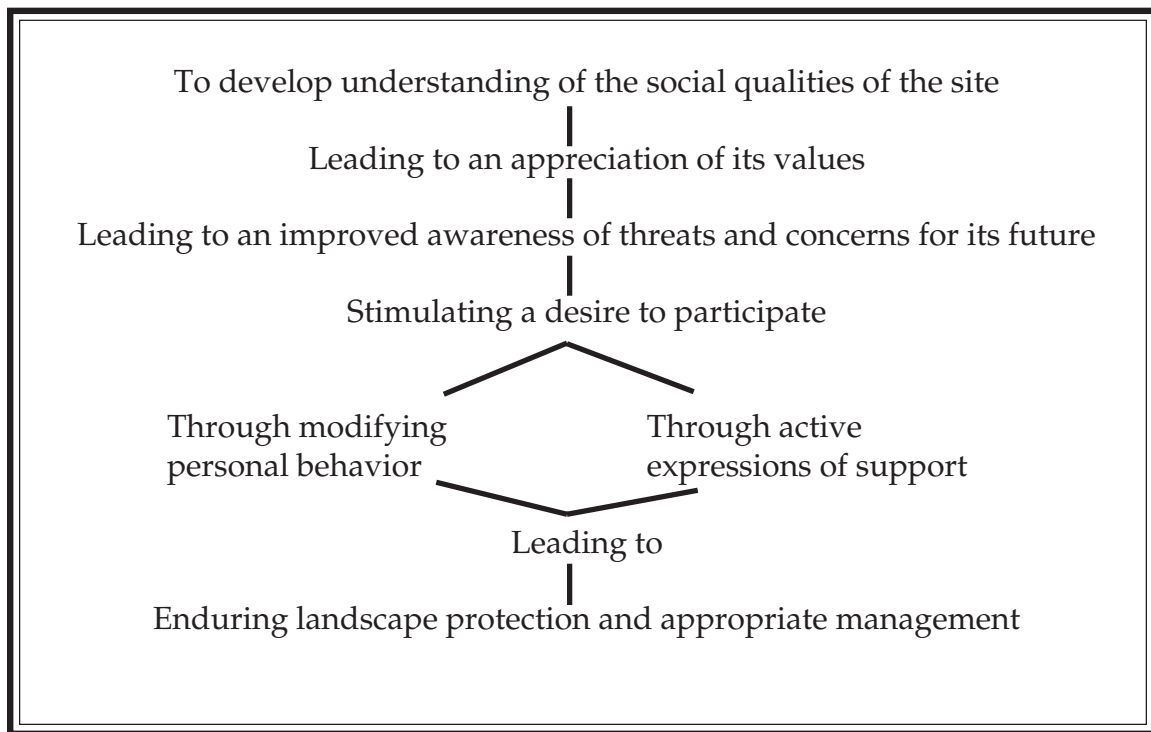 To develop understanding of the social qualities of the site
Leading to an appreciation of its values
Leading to an improved awareness of threats and concerns for its future
Stimulating a desire to participate
Through modifying
personal behavior
Through active
expressions of support
Leading to
Enduring landscape protection and appropriate management